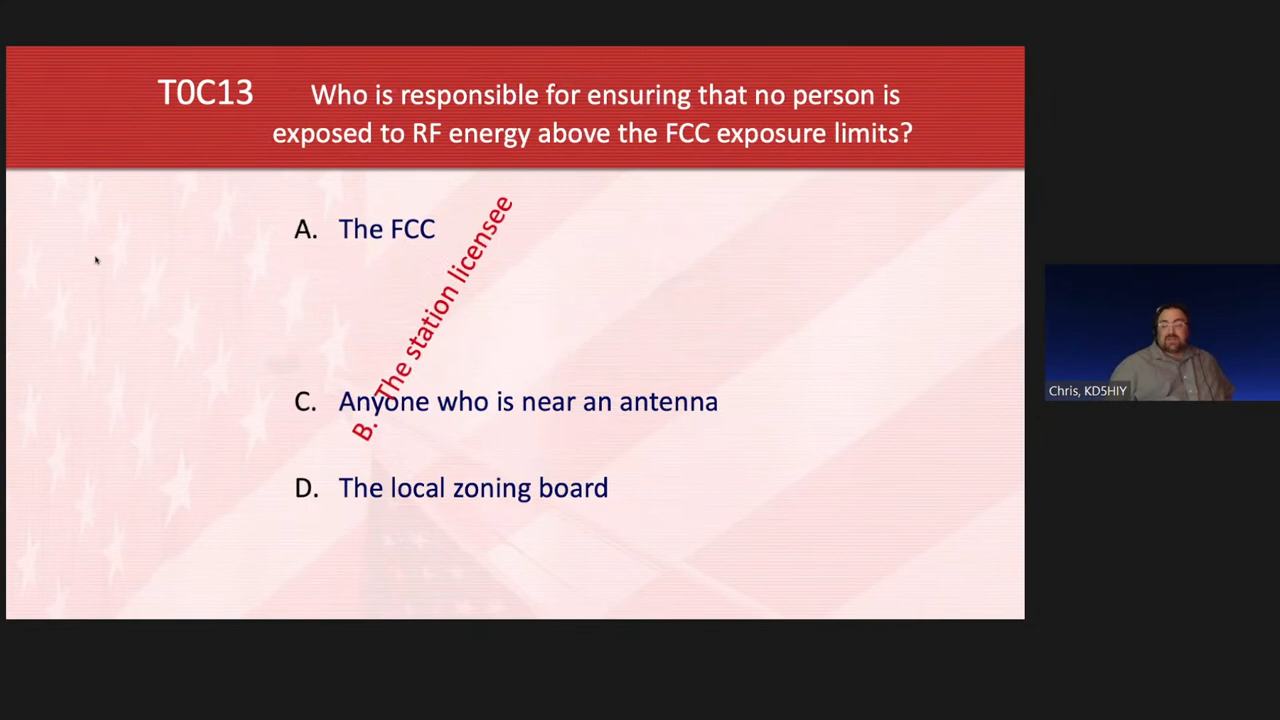 T0C13 Who is responsible for ensuring that no person is
exposed to RF energy above the FCC exposure limits?
A. The FCC
B. The station licensee
C. Anyone who is near an antenna
D. The local zoning board
Chris, KD5HIY